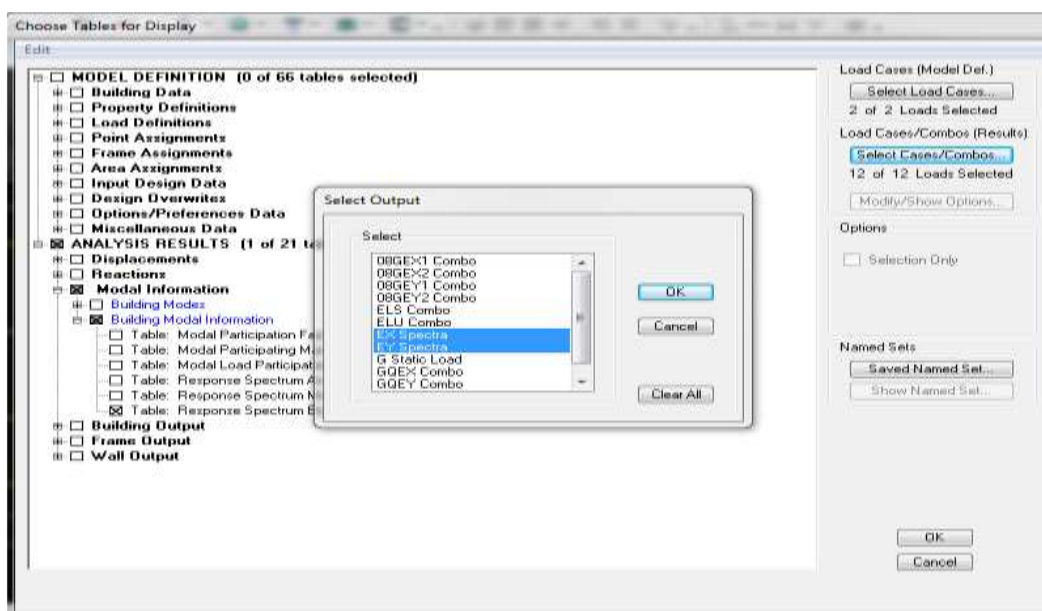 Choose Tables for Display
Edit
MODEL DEFINITION (0 of 66 tables selected)
Building Data
Property Definitions
Load Definitions
Point Assignments
Frame Assignments
Area Assignments
Input Design Data
Design Overwrites
Options/Preferences Data
Miscellaneous Data
ANALYSIS RESULTS (1 of 21 t
Displacements
Reactions
Modal Information
Building Modes
Building Modal Information
Table: Modal Participation Fa
Table: Modal Participating M
Table: Modal Load Participat
Table: Response Spectrum A
Table: Response Spectrum M
Table: Response Spectrum B
Building Output
Frame Output
Wall Output
Select Output
Select
08GEX1 Combo
08GEX2 Combo
08GEY1 Combo
08GEY2 Combo
ELS Combo
ELU Combo
EX Spectra
EY Spectra
G Static Load
GQEX Combo
GQEY Combo
OK
Cancel
Clear All
Load Cases (Model Def.)
Select Load Cases...
2 of 2 Loads Selected
Load Cases/Combos (Results)
Select Cases/Combos...
12 of 12 Loads Selected
Modify/Show Options...
Options
Selection Only
Named Sets
Saved Named Set...
Show Named Set...
OK
Cancel